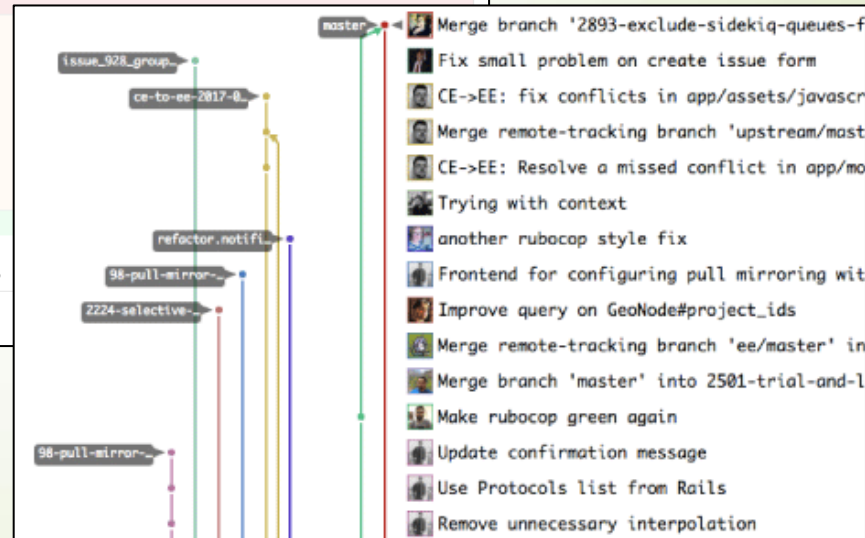 master Merge branch '2893-exclude-sidekiq-queues-f
issue_928_group… Fix small problem on create issue form
ce-to-ee-2017-0… CE->EE: fix conflicts in app/assets/javascr
Merge remote-tracking branch 'upstream/mast
CE->EE: Resolve a missed conflict in app/mo
Trying with context
refactor.notifi… another rubocop style fix
98-pull-mirror-… Frontend for configuring pull mirroring wit
2224-selective-… Improve query on GeoNode#project_ids
Merge remote-tracking branch 'ee/master' in
Merge branch 'master' into 2501-trial-and-l
Make rubocop green again
98-pull-mirror-… Update confirmation message
Use Protocols list from Rails
Remove unnecessary interpolation